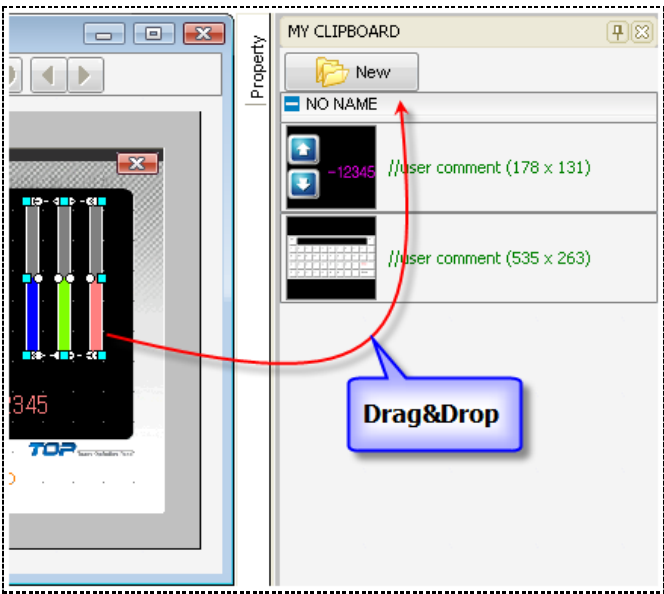 Property
MY CLIPBOARD
New
NO NAME
-12345
//user comment (178 x 131)
//user comment (535 x 263)
2345
Drag&Drop
TOP